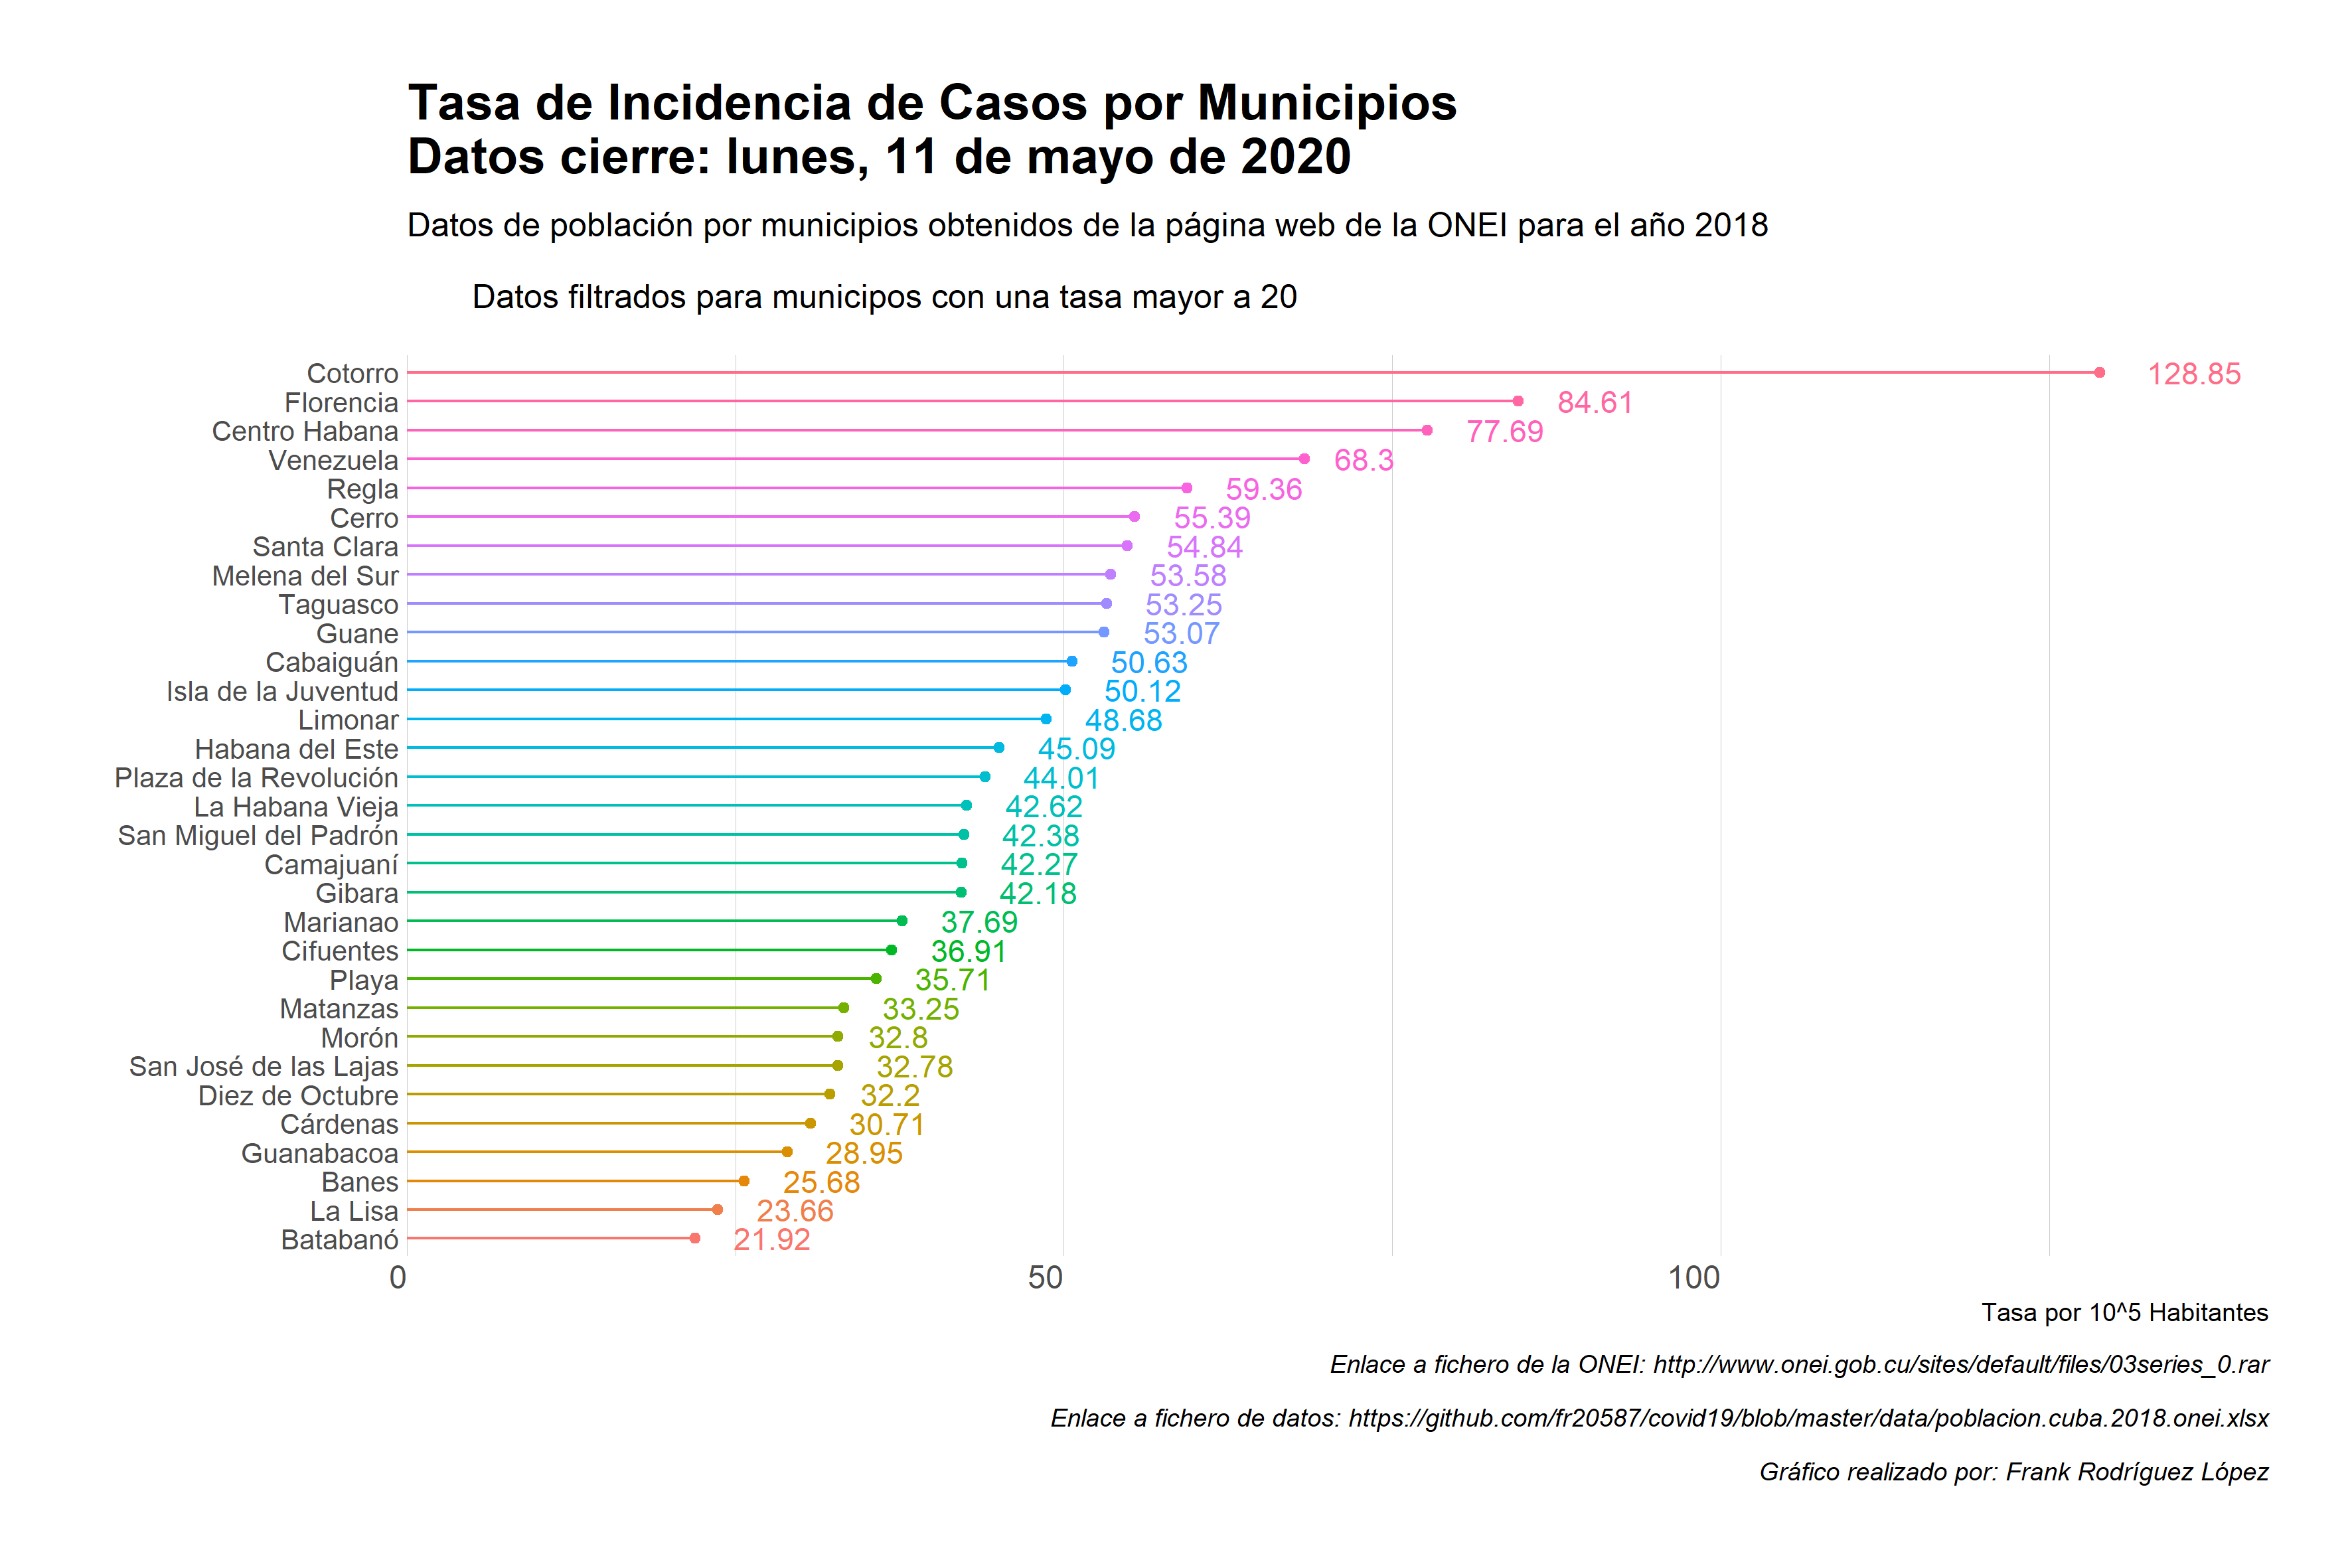 Tasa de Incidencia de Casos por Municipios
Datos cierre: lunes, 11 de mayo de 2020
Datos de población por municipios obtenidos de la página web de la ONEI para el año 2018
Datos filtrados para municipos con una tasa mayor a 20
Cotorro 128.85
Florencia 84.61
Centro Habana 77.69
Venezuela 68.3
Regla 59.36
Cerro 55.39
Santa Clara 54.84
Melena del Sur 53.58
Taguasco 53.25
Guane 53.07
Cabaiguán 50.63
Isla de la Juventud 50.12
Limonar 48.68
Habana del Este 45.09
Plaza de la Revolución 44.01
La Habana Vieja 42.62
San Miguel del Padrón 42.38
Camajuaní 42.27
Gibara 42.18
Marianao 37.69
Cifuentes 36.91
Playa 35.71
Matanzas 33.25
Morón 32.8
San José de las Lajas 32.78
Diez de Octubre 32.2
Cárdenas 30.71
Guanabacoa 28.95
Banes 25.68
La Lisa 23.66
Batabanó 21.92
0 50 100
Tasa por 10^5 Habitantes
Enlace a fichero de la ONEI: http://www.onei.gob.cu/sites/default/files/03series_0.rar
Enlace a fichero de datos: https://github.com/fr20587/covid19/blob/master/data/poblacion.cuba.2018.onei.xlsx
Gráfico realizado por: Frank Rodríguez López